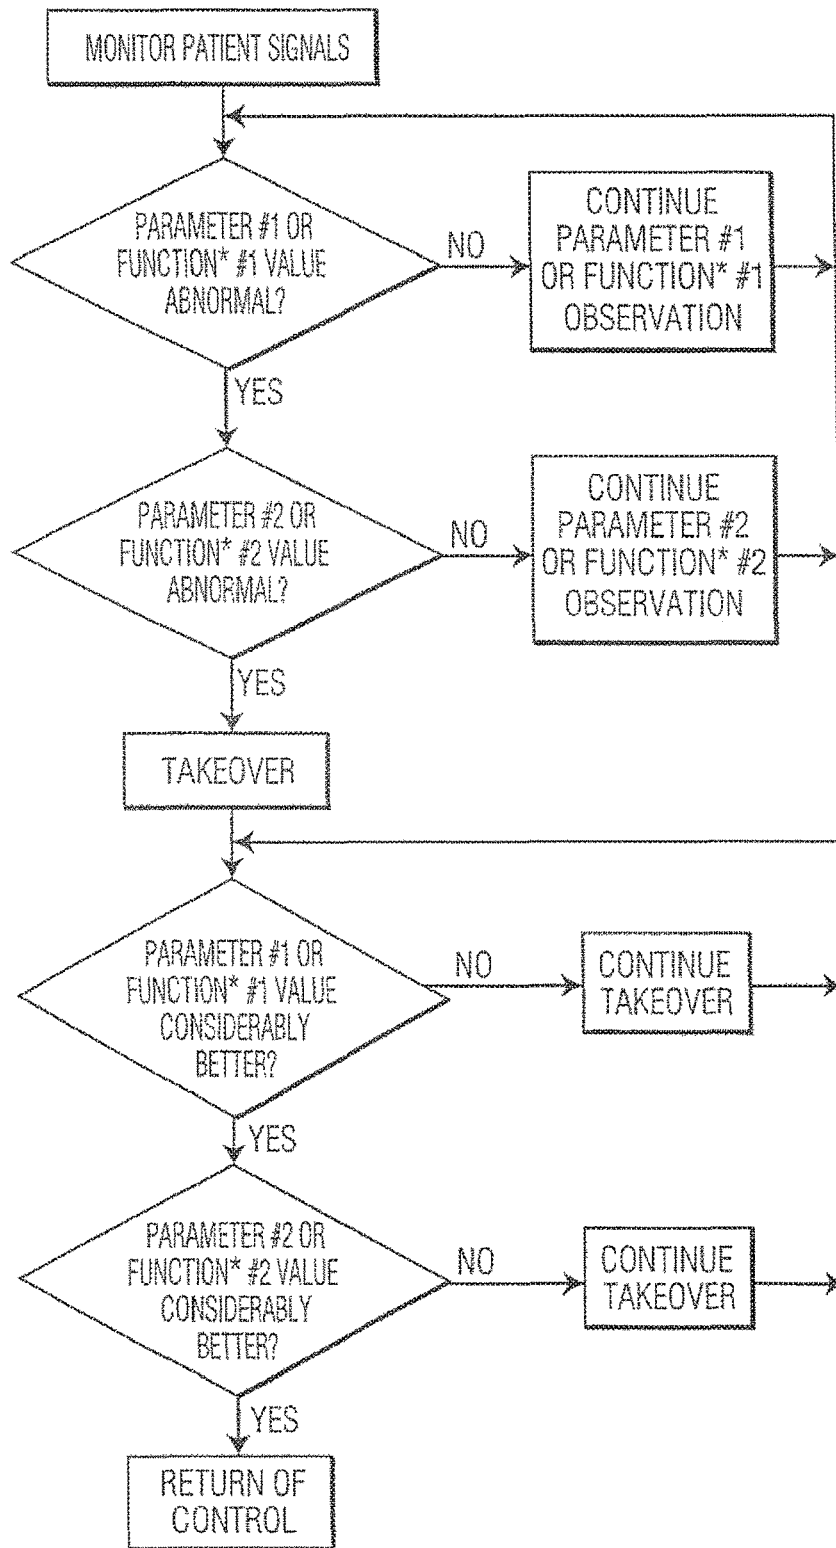 MONITOR PATIENT SIGNALS
PARAMETER #1 OR
FUNCTION* #1 VALUE
ABNORMAL?
NO
CONTINUE
PARAMETER #1
OR FUNCTION* #1
OBSERVATION
YES
PARAMETER #2 OR
FUNCTION* #2 VALUE
ABNORMAL?
NO
CONTINUE
PARAMETER #2
OR FUNCTION* #2
OBSERVATION
YES
TAKEOVER
PARAMETER #1 OR
FUNCTION* #1 VALUE
CONSIDERABLY
BETTER?
NO
CONTINUE
TAKEOVER
YES
PARAMETER #2 OR
FUNCTION* #2 VALUE
CONSIDERABLY
BETTER?
NO
CONTINUE
TAKEOVER
YES
RETURN OF
CONTROL